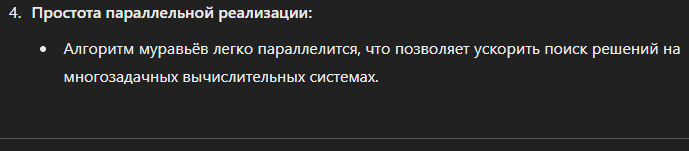 4. Простота параллельной реализации:
• Алгоритм муравьёв легко параллелится, что позволяет ускорить поиск решений на
многозадачных вычислительных системах.